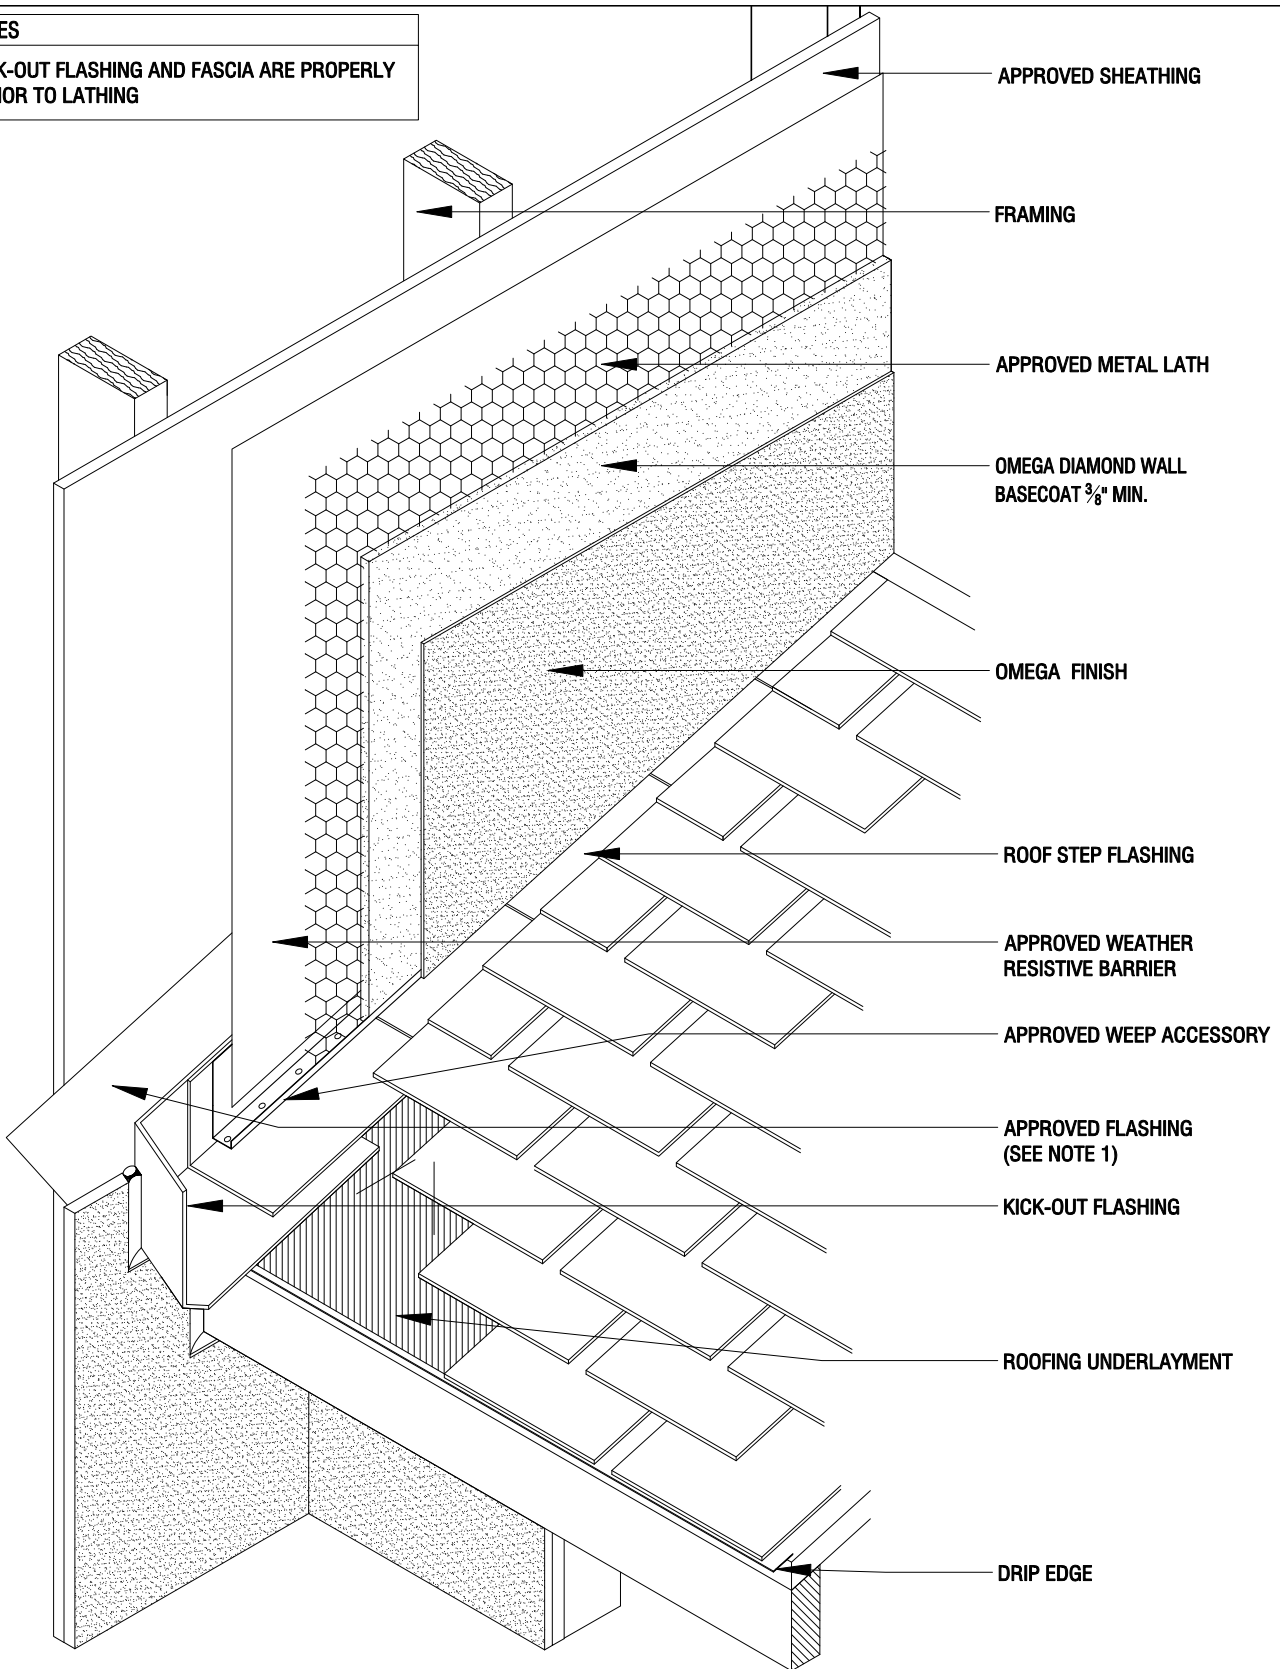 ES
K-OUT FLASHING AND FASCIA ARE PROPERLY
IOR TO LATHING
APPROVED SHEATHING
FRAMING
APPROVED METAL LATH
OMEGA DIAMOND WALL
BASECOAT 3/8" MIN.
OMEGA FINISH
ROOF STEP FLASHING
APPROVED WEATHER
RESISTIVE BARRIER
APPROVED WEEP ACCESSORY
APPROVED FLASHING
(SEE NOTE 1)
KICK-OUT FLASHING
ROOFING UNDERLAYMENT
DRIP EDGE